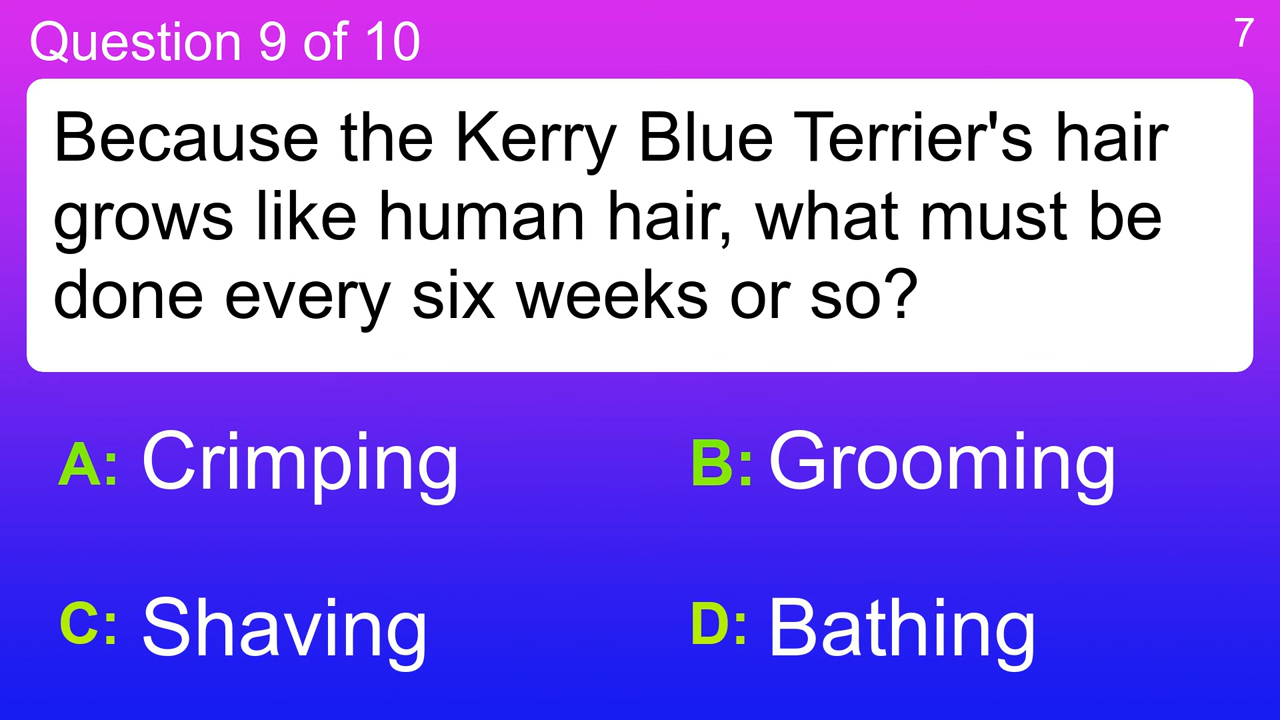 Question 9 of 10
7
Because the Kerry Blue Terrier's hair
grows like human hair, what must be
done every six weeks or so?
A: Crimping
B: Grooming
C: Shaving
D: Bathing